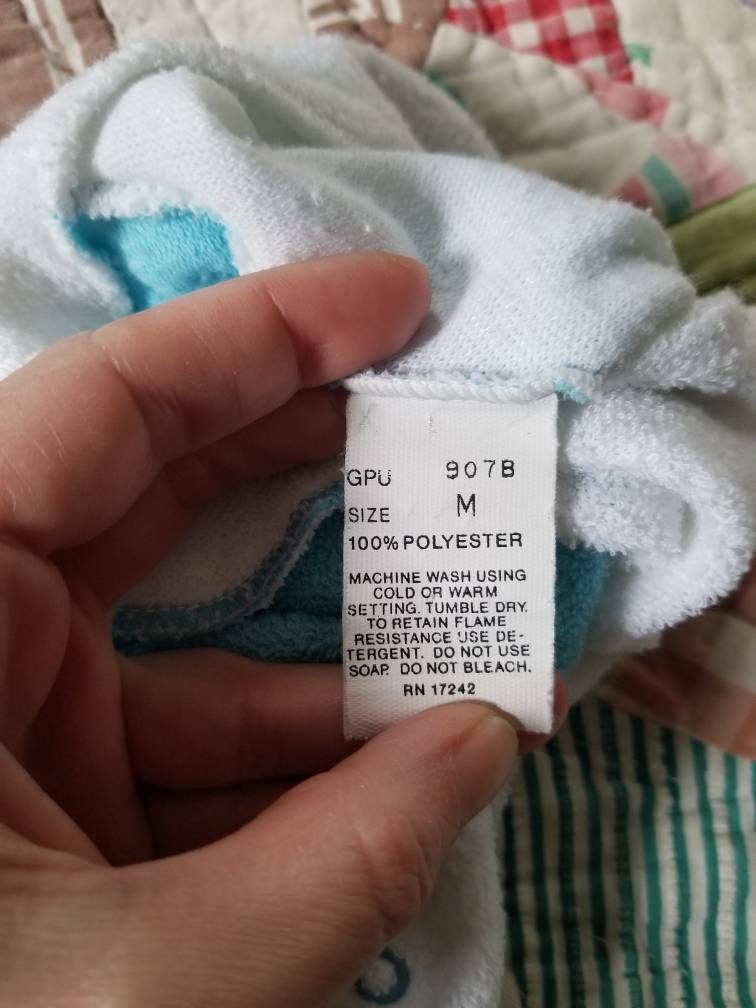 GPU 907B
SIZE M
100% POLYESTER
MACHINE WASH USING
COLD OR WARM
SETTING. TUMBLE DRY.
TO RETAIN FLAME
RESISTANCE USE DE-
TERGENT. DO NOT USE
SOAP. DO NOT BLEACH.
RN 17242